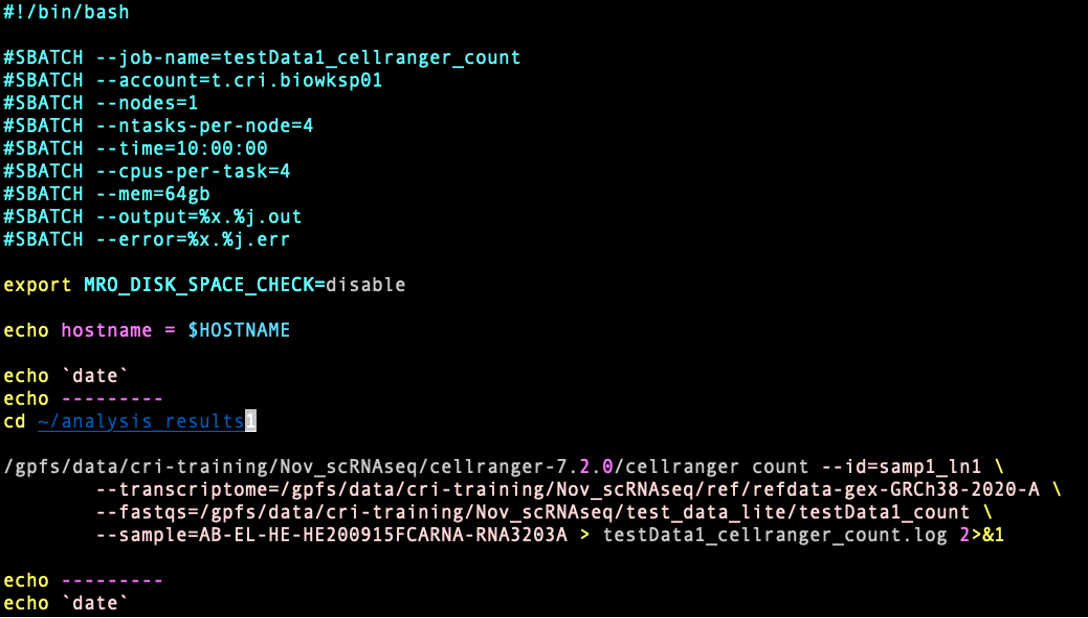 #!/bin/bash
#SBATCH --job-name=testData1_cellranger_count
#SBATCH --account=t.cri.biowksp01
#SBATCH --nodes=1
#SBATCH --ntasks-per-node=4
#SBATCH --time=10:00:00
#SBATCH --cpus-per-task=4
#SBATCH --mem=64gb
#SBATCH --output=%x.%j.out
#SBATCH --error=%x.%j.err
export MRO_DISK_SPACE_CHECK=disable
echo hostname = $HOSTNAME
echo `date`
echo ---------
cd ~/analysis_results1
/gpfs/data/cri-training/Nov_scRNAseq/cellranger-7.2.0/cellranger count --id=samp1_ln1 \
--transcriptome=/gpfs/data/cri-training/Nov_scRNAseq/ref/refdata-gex-GRCh38-2020-A \
--fastqs=/gpfs/data/cri-training/Nov_scRNAseq/test_data_lite/testData1_count \
--sample=AB-EL-HE-HE200915FCARNA-RNA3203A > testData1_cellranger_count.log 2>&1
echo ---------
echo `date`